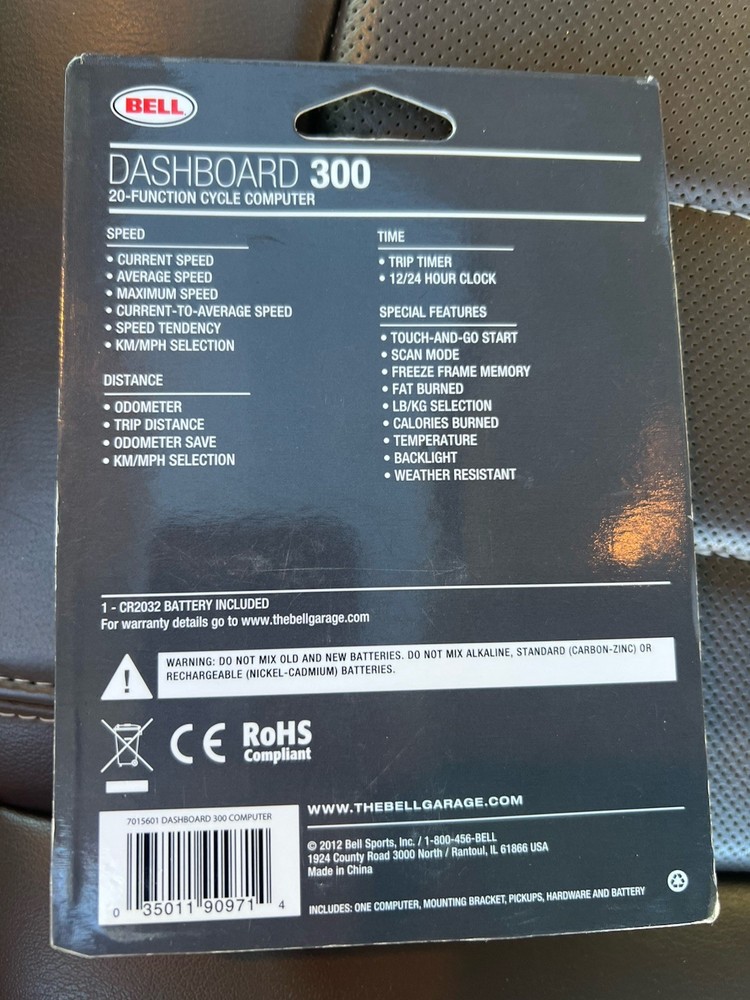 BELL
DASHBOARD 300
20-FUNCTION CYCLE COMPUTER
SPEED
• CURRENT SPEED
• AVERAGE SPEED
• MAXIMUM SPEED
• CURRENT-TO-AVERAGE SPEED
• SPEED TENDENCY
• KM/MPH SELECTION
DISTANCE
• ODOMETER
• TRIP DISTANCE
• ODOMETER SAVE
• KM/MPH SELECTION
TIME
• TRIP TIMER
• 12/24 HOUR CLOCK
SPECIAL FEATURES
• TOUCH-AND-GO START
• SCAN MODE
• FREEZE FRAME MEMORY
• FAT BURNED
• LB/KG SELECTION
• CALORIES BURNED
• TEMPERATURE
• BACKLIGHT
• WEATHER RESISTANT
1 - CR2032 BATTERY INCLUDED
For warranty details go to www.thebellgarage.com
WARNING: DO NOT MIX OLD AND NEW BATTERIES. DO NOT MIX ALKALINE, STANDARD (CARBON-ZINC) OR
RECHARGEABLE (NICKEL-CADMIUM) BATTERIES.
CE
RoHS
Compliant
7015601 DASHBOARD 300 COMPUTER
0 35011 90971 4
WWW.THEBELLGARAGE.COM
© 2012 Bell Sports, Inc. / 1-800-456-BELL
1924 County Road 3000 North / Rantoul, IL 61866 USA
Made in China
INCLUDES: ONE COMPUTER, MOUNTING BRACKET, PICKUPS, HARDWARE AND BATTERY